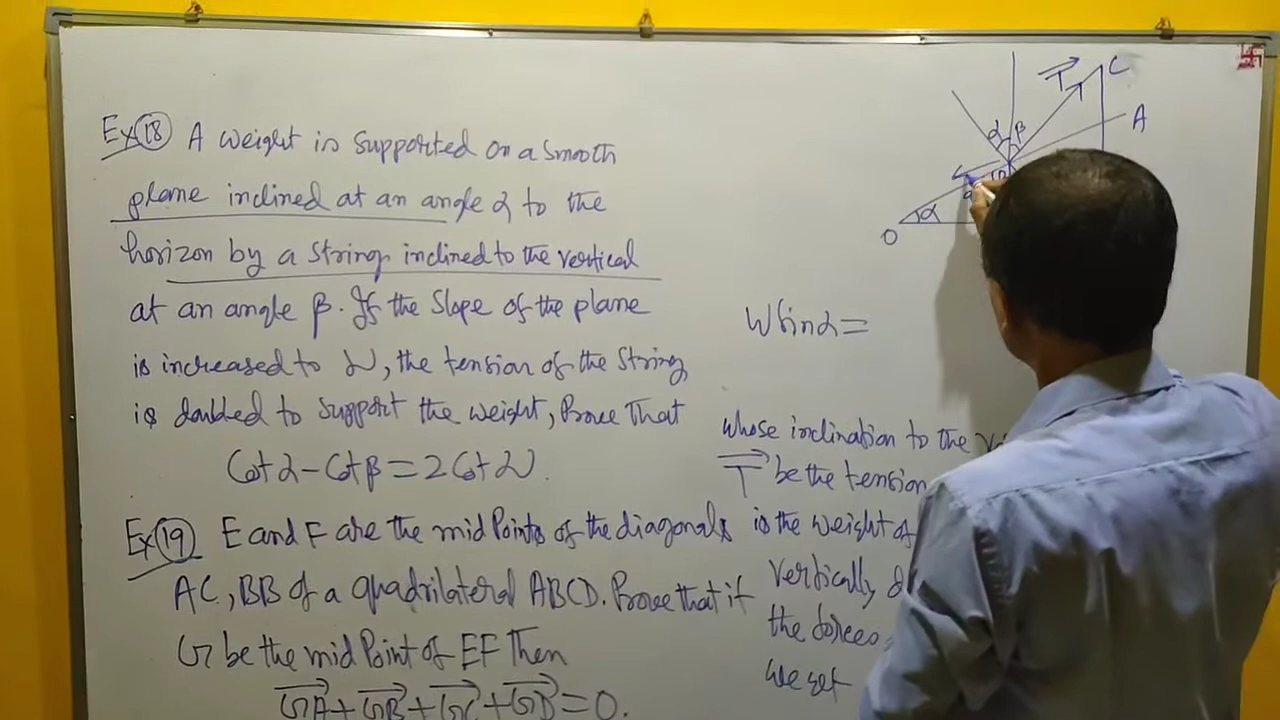 Ex 18 A weight is supported on a smooth
plane inclined at an angle α to the
horizon by a string inclined to the vertical
at an angle β. If the slope of the plane
is increased to ν, the tension of the string
is doubled to support the weight, Prove That
Cot α - Cot β = 2 Cot ν.
Ex 19 E and F are the mid Points of the diagonals
AC, BB of a quadrilateral ABCD. Prove that if
G be the mid Point of EF Then
GA + GB + GC + GD = 0.
T C
A
α β
α
O
W Sin α =
whose inclination to the
T be the tension
is the weight of
vertically
the forces
we get